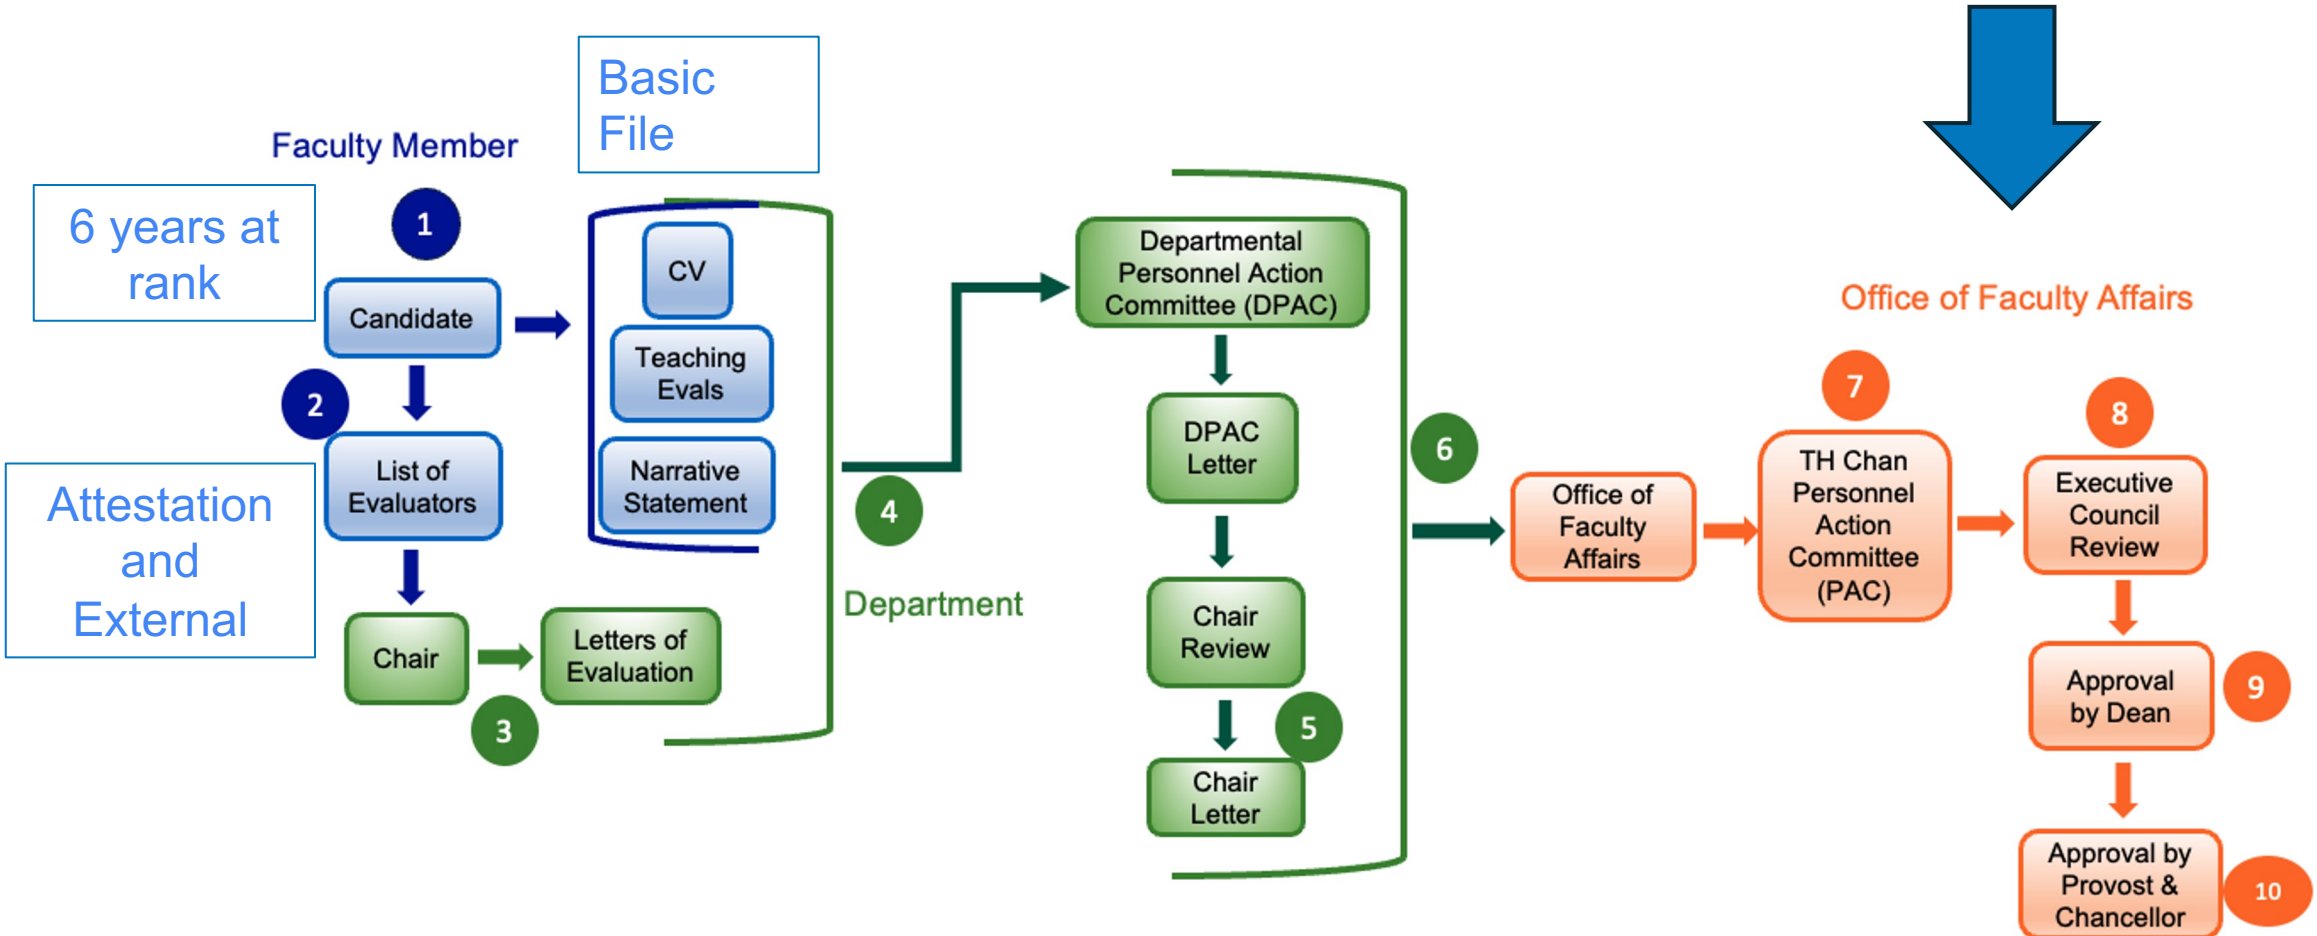 Basic
File
Faculty Member
6 years at
rank
1
Candidate
CV
Teaching
Evals
Narrative
Statement
2
List of
Evaluators
Attestation
and
External
Chair
3
Letters of
Evaluation
4
Department
Departmental
Personnel Action
Committee (DPAC)
DPAC
Letter
Chair
Review
5
Chair
Letter
6
Office of Faculty Affairs
Office of
Faculty
Affairs
7
TH Chan
Personnel
Action
Committee
(PAC)
8
Executive
Council
Review
Approval
by Dean
9
Approval by
Provost &
Chancellor
10